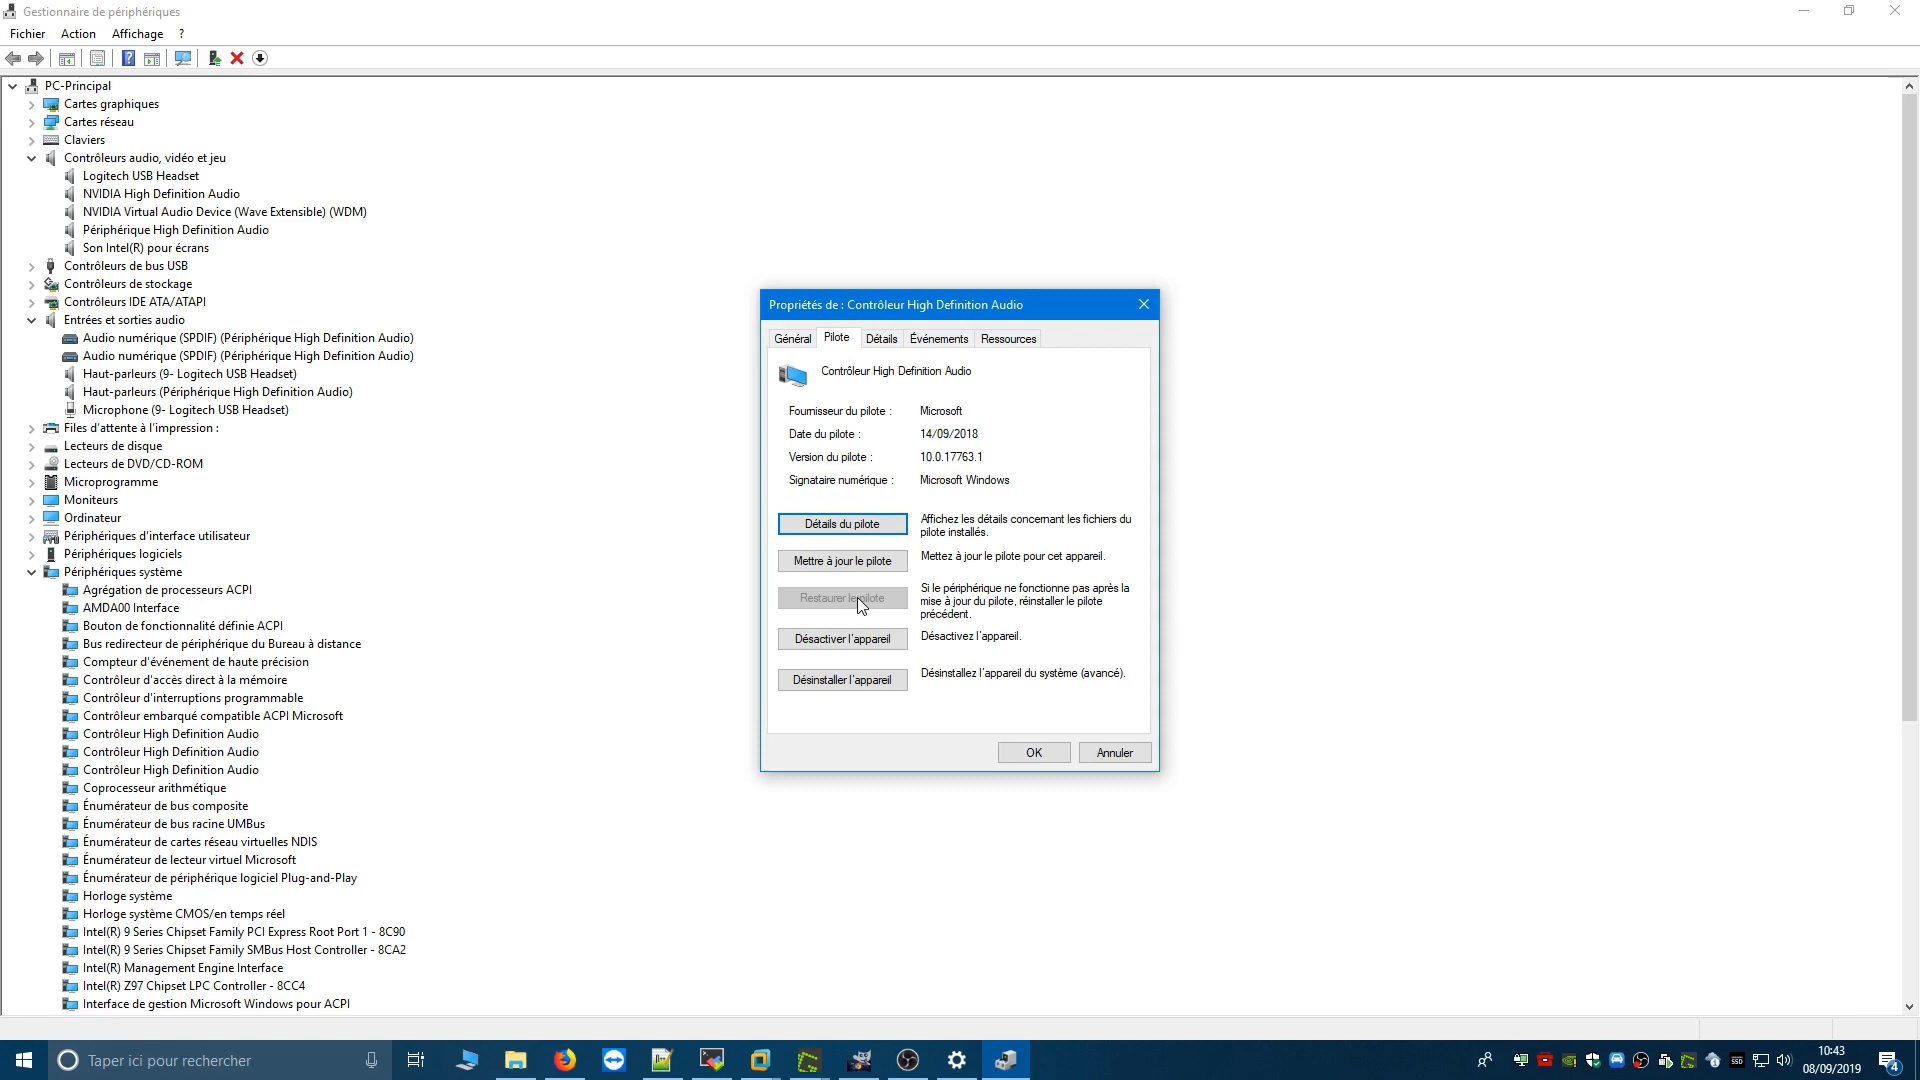 Gestionnaire de périphériques
Fichier Action Affichage ?
PC-Principal
Cartes graphiques
Cartes réseau
Claviers
Contrôleurs audio, vidéo et jeu
Logitech USB Headset
NVIDIA High Definition Audio
NVIDIA Virtual Audio Device (Wave Extensible) (WDM)
Périphérique High Definition Audio
Son Intel(R) pour écrans
Contrôleurs de bus USB
Contrôleurs de stockage
Contrôleurs IDE ATA/ATAPI
Entrées et sorties audio
Audio numérique (SPDIF) (Périphérique High Definition Audio)
Audio numérique (SPDIF) (Périphérique High Definition Audio)
Haut-parleurs (9- Logitech USB Headset)
Haut-parleurs (Périphérique High Definition Audio)
Microphone (9- Logitech USB Headset)
Files d'attente à l'impression :
Lecteurs de disque
Lecteurs de DVD/CD-ROM
Microprogramme
Moniteurs
Ordinateur
Périphériques d'interface utilisateur
Périphériques logiciels
Périphériques système
Agrégation de processeurs ACPI
AMDA00 Interface
Bouton de fonctionnalité définie ACPI
Bus redirecteur de périphérique du Bureau à distance
Compteur d'événement de haute précision
Contrôleur d'accès direct à la mémoire
Contrôleur d'interruptions programmable
Contrôleur embarqué compatible ACPI Microsoft
Contrôleur High Definition Audio
Contrôleur High Definition Audio
Contrôleur High Definition Audio
Coprocesseur arithmétique
Énumérateur de bus composite
Énumérateur de bus racine UMBus
Énumérateur de cartes réseau virtuelles NDIS
Énumérateur de lecteur virtuel Microsoft
Énumérateur de périphérique logiciel Plug-and-Play
Horloge système
Horloge système CMOS/en temps réel
Intel(R) 9 Series Chipset Family PCI Express Root Port 1 - 8C90
Intel(R) 9 Series Chipset Family SMBus Host Controller - 8CA2
Intel(R) Management Engine Interface
Intel(R) Z97 Chipset LPC Controller - 8CC4
Interface de gestion Microsoft Windows pour ACPI
Propriétés de : Contrôleur High Definition Audio
Général Pilote Détails Événements Ressources
Contrôleur High Definition Audio
Fournisseur du pilote : Microsoft
Date du pilote : 14/09/2018
Version du pilote : 10.0.17763.1
Signataire numérique : Microsoft Windows
Détails du pilote
Affichez les détails concernant les fichiers du
pilote installés.
Mettre à jour le pilote
Mettez à jour le pilote pour cet appareil.
Restaurer le pilote
Si le périphérique ne fonctionne pas après la
mise à jour du pilote, réinstaller le pilote
précédent.
Désactiver l'appareil
Désactivez l'appareil.
Désinstaller l'appareil
Désinstallez l'appareil du système (avancé).
OK Annuler
Taper ici pour rechercher
SSD
10:43
08/09/2019
4